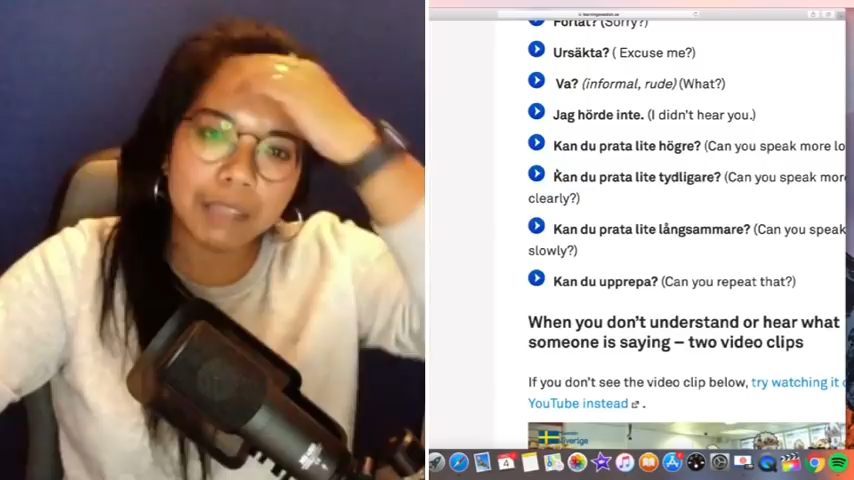 learningswedish.se
Förlåt? (Sorry?)
Ursäkta? ( Excuse me?)
Va? (informal, rude) (What?)
Jag hörde inte. (I didn't hear you.)
Kan du prata lite högre? (Can you speak more lo
Kan du prata lite tydligare? (Can you speak more
clearly?)
Kan du prata lite långsammare? (Can you speak
slowly?)
Kan du upprepa? (Can you repeat that?)
When you don't understand or hear what
someone is saying – two video clips
If you don't see the video clip below, try watching it o
YouTube instead .
Sverige
4